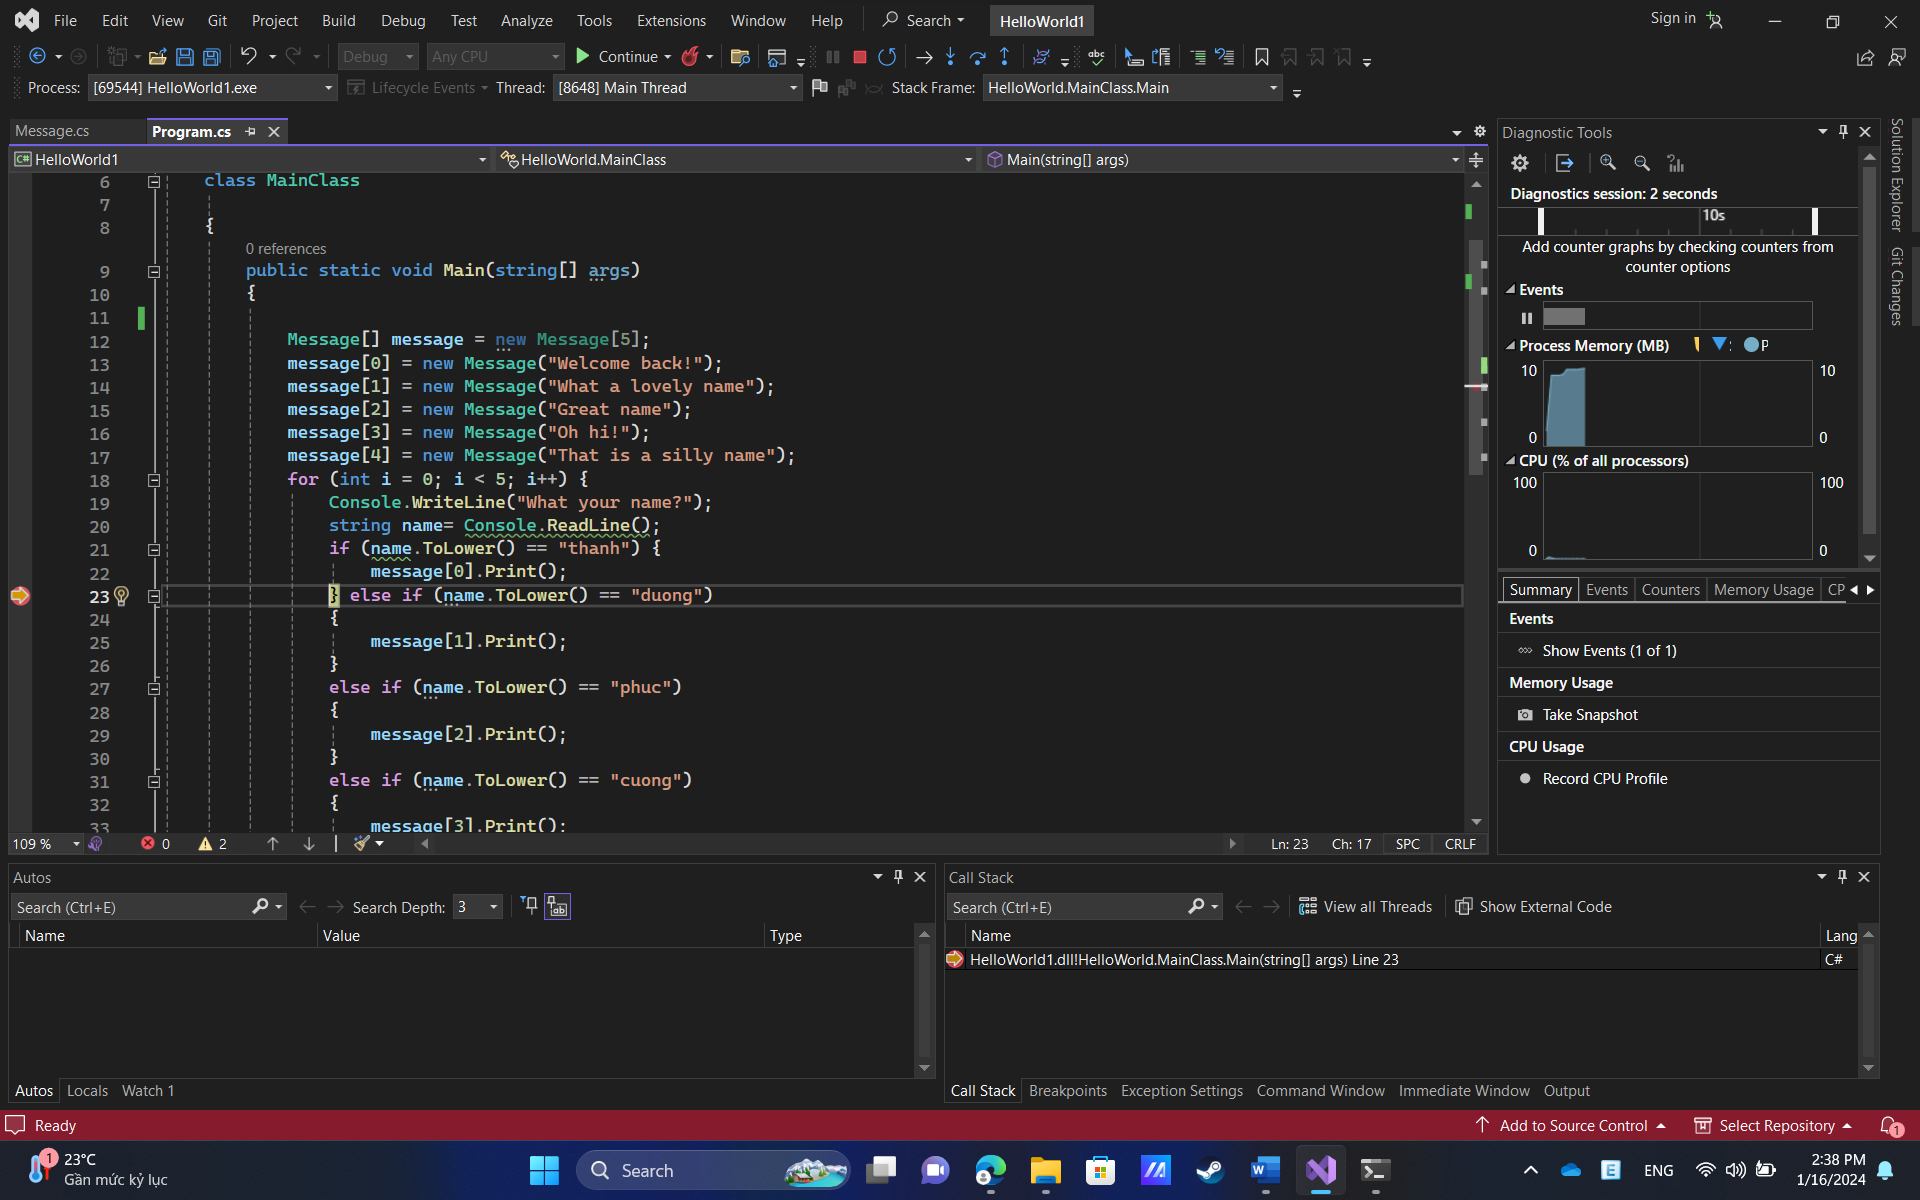 File Edit View Git Project Build Debug Test Analyze Tools Extensions Window Help Search HelloWorld1 Sign in
Debug Any CPU Continue
Process: [69544] HelloWorld1.exe Lifecycle Events Thread: [8648] Main Thread Stack Frame: HelloWorld.MainClass.Main
Message.cs Program.cs
C# HelloWorld1 HelloWorld.MainClass Main(string[] args)
6 class MainClass
7
8 {
0 references
9 public static void Main(string[] args)
10 {
11
12 Message[] message = new Message[5];
13 message[0] = new Message("Welcome back!");
14 message[1] = new Message("What a lovely name");
15 message[2] = new Message("Great name");
16 message[3] = new Message("Oh hi!");
17 message[4] = new Message("That is a silly name");
18 for (int i = 0; i < 5; i++) {
19 Console.WriteLine("What your name?");
20 string name= Console.ReadLine();
21 if (name.ToLower() == "thanh") {
22 message[0].Print();
23 } else if (name.ToLower() == "duong")
24 {
25 message[1].Print();
26 }
27 else if (name.ToLower() == "phuc")
28 {
29 message[2].Print();
30 }
31 else if (name.ToLower() == "cuong")
32 {
33 message[3].Print();
109 % 0 2 Ln: 23 Ch: 17 SPC CRLF
Diagnostic Tools
Diagnostics session: 2 seconds
10s
Add counter graphs by checking counters from
counter options
Events
Process Memory (MB) P
10 10
0 0
CPU (% of all processors)
100 100
0 0
Summary Events Counters Memory Usage CP
Events
Show Events (1 of 1)
Memory Usage
Take Snapshot
CPU Usage
Record CPU Profile
Solution Explorer
Git Changes
Autos
Search (Ctrl+E) Search Depth: 3
Name Value Type
Autos Locals Watch 1
Call Stack
Search (Ctrl+E) View all Threads Show External Code
Name Lang
HelloWorld1.dll!HelloWorld.MainClass.Main(string[] args) Line 23 C#
Call Stack Breakpoints Exception Settings Command Window Immediate Window Output
Ready Add to Source Control Select Repository 1
1 23°C
Gần mức kỷ lục
Search
ENG
2:38 PM
1/16/2024